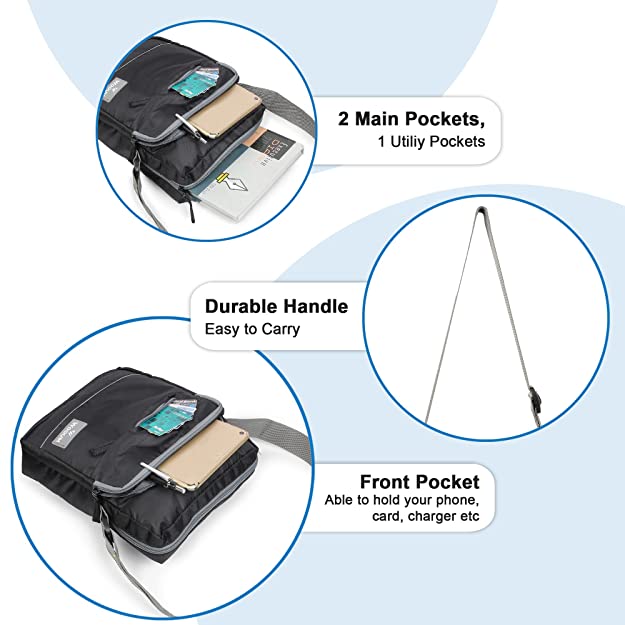 2 Main Pockets,
1 Utiliy Pockets
Durable Handle
Easy to Carry
Front Pocket
Able to hold your phone,
card, charger etc